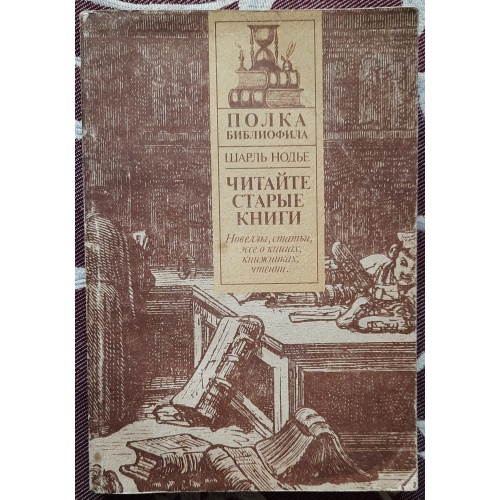 ПОЛКА
БИБЛИОФИЛА
ШАРЛЬ НОДЬЕ
ЧИТАЙТЕ
СТАРЫЕ
КНИГИ
Новеллы, статьи,
эссе о книгах,
книжниках,
чтении.